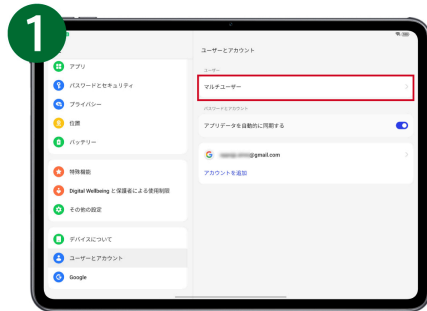 1
アプリ
パスワードとセキュリティ
プライバシー
位置
バッテリー
特殊機能
Digital Wellbeing と保護者による使用制限
その他の設定
デバイスについて
ユーザーとアカウント
Google
ユーザーとアカウント
ユーザー
マルチユーザー
パスワードとアカウント
アプリデータを自動的に同期する
@gmail.com
アカウントを追加